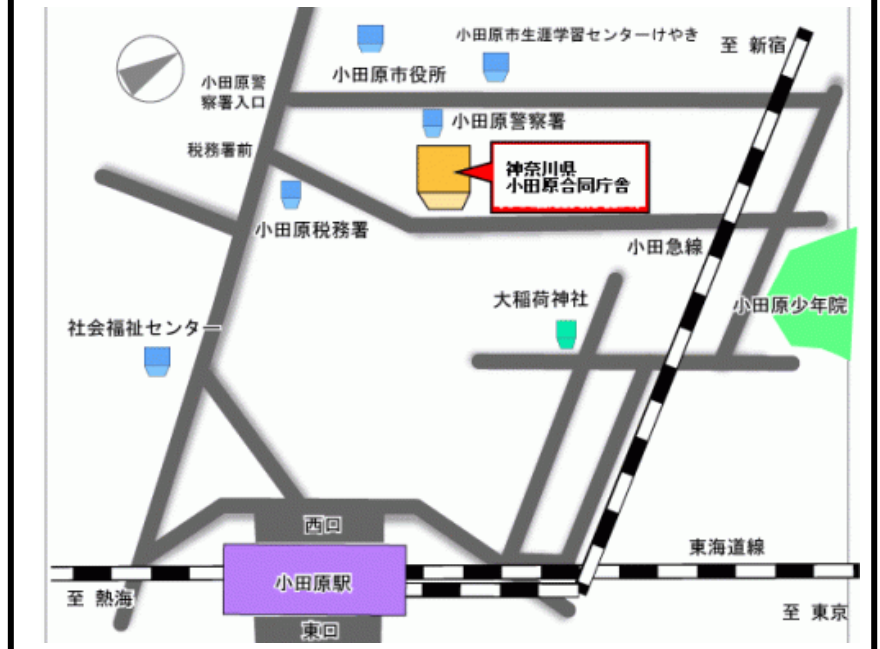 小田原市生涯学習センターけやき
至 新宿
小田原市役所
小田原警
察署入口
小田原警察署
税務署前
神奈川県
小田原合同庁舎
小田原税務署
小田急線
大稲荷神社
小田原少年院
社会福祉センター
西口
東海道線
小田原駅
至 熱海
至 東京
東口